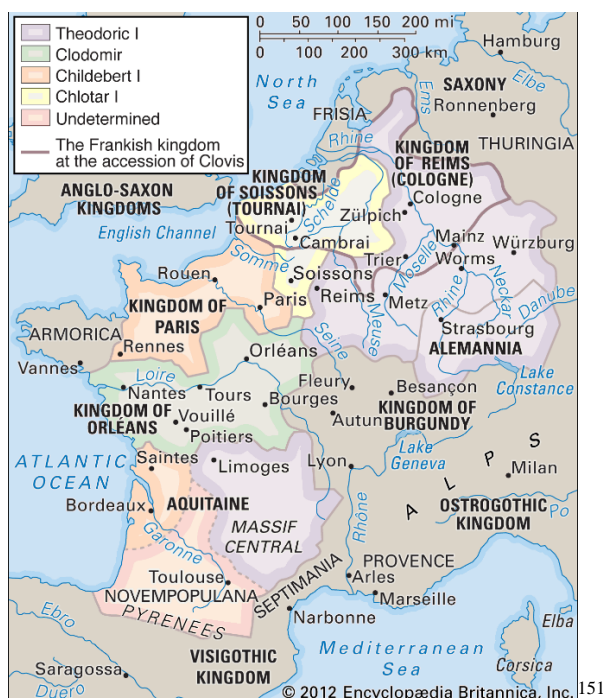 Theodoric I
Clodomir
Childebert I
Chlotar I
Undetermined
The Frankish kingdom
at the accession of Clovis
0 50 100 150 200 mi
0 100 200 300 km
Hamburg
North
Sea
Elbe
Ems
SAXONY
Ronnenberg
FRISIA
Rhine
THURINGIA
KINGDOM
OF REIMS
(COLOGNE)
KINGDOM
OF SOISSONS
(TOURNAI)
ANGLO-SAXON
KINGDOMS
Schelde
Cologne
Zülpich
Tournai
English Channel
Cambrai
Mainz
Würzburg
Somme
Trier
Moselle
Worms
Rouen
Soissons
Neckar
Paris
Reims
Metz
Rhine
Danube
KINGDOM OF
PARIS
Meuse
Strasbourg
ARMORICA
Seine
ALEMANNIA
Rennes
Orléans
Vannes
Loire
Fleury
Besançon
Lake
Constance
Nantes
Tours
Bourges
KINGDOM OF
ORLÉANS
Vouillé
Autun
KINGDOM OF
BURGUNDY
Poitiers
Lake
Geneva
ATLANTIC
OCEAN
Saintes
Limoges
Lyon
ALPS
Milan
Bordeaux
AQUITAINE
OSTROGOTHIC
KINGDOM
Po
MASSIF
CENTRAL
Rhône
Garonne
PROVENCE
Toulouse
SEPTIMANIA
Arles
NOVEMPOPULANA
Marseille
PYRENEES
Narbonne
Ebro
Elba
VISIGOTHIC
KINGDOM
Mediterranean
Sea
Corsica
Saragossa
Duero
© 2012 Encyclopædia Britannica, Inc.
151